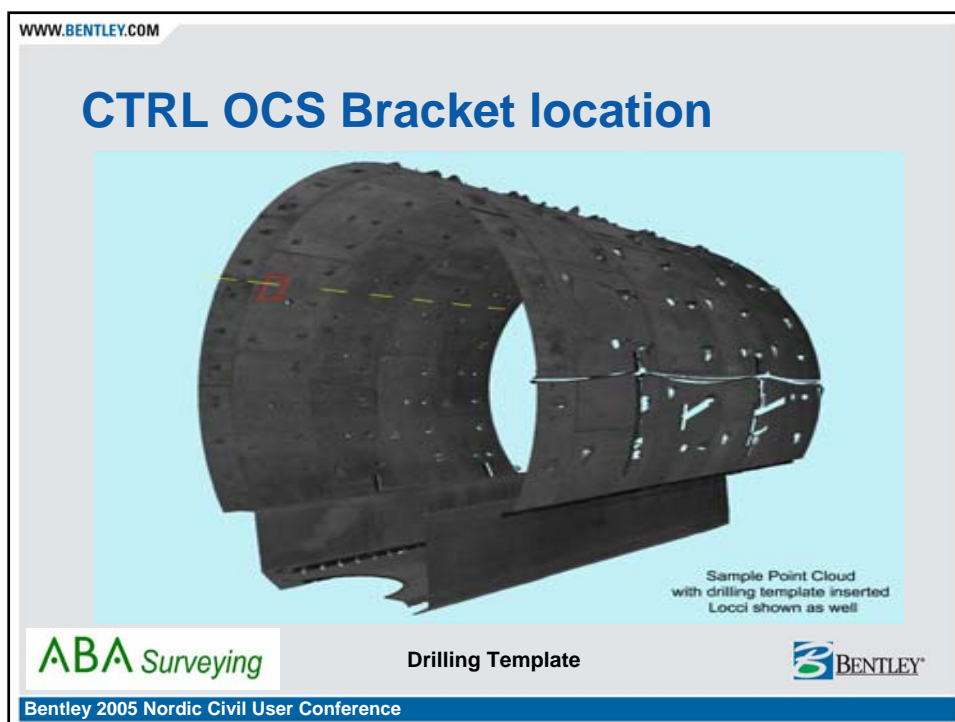 WWW.BENTLEY.COM
CTRL OCS Bracket location
Sample Point Cloud
with drilling template inserted
Locci shown as well
ABA Surveying
Drilling Template
BENTLEY®
Bentley 2005 Nordic Civil User Conference